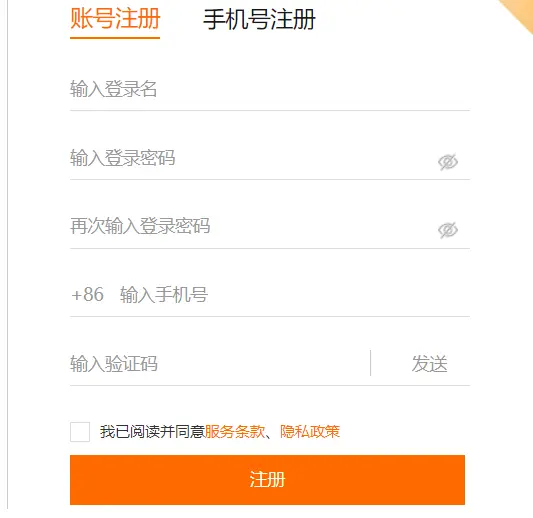 账号注册 手机号注册
输入登录名
输入登录密码
再次输入登录密码
+86 输入手机号
输入验证码 发送
我已阅读并同意服务条款、隐私政策
注册